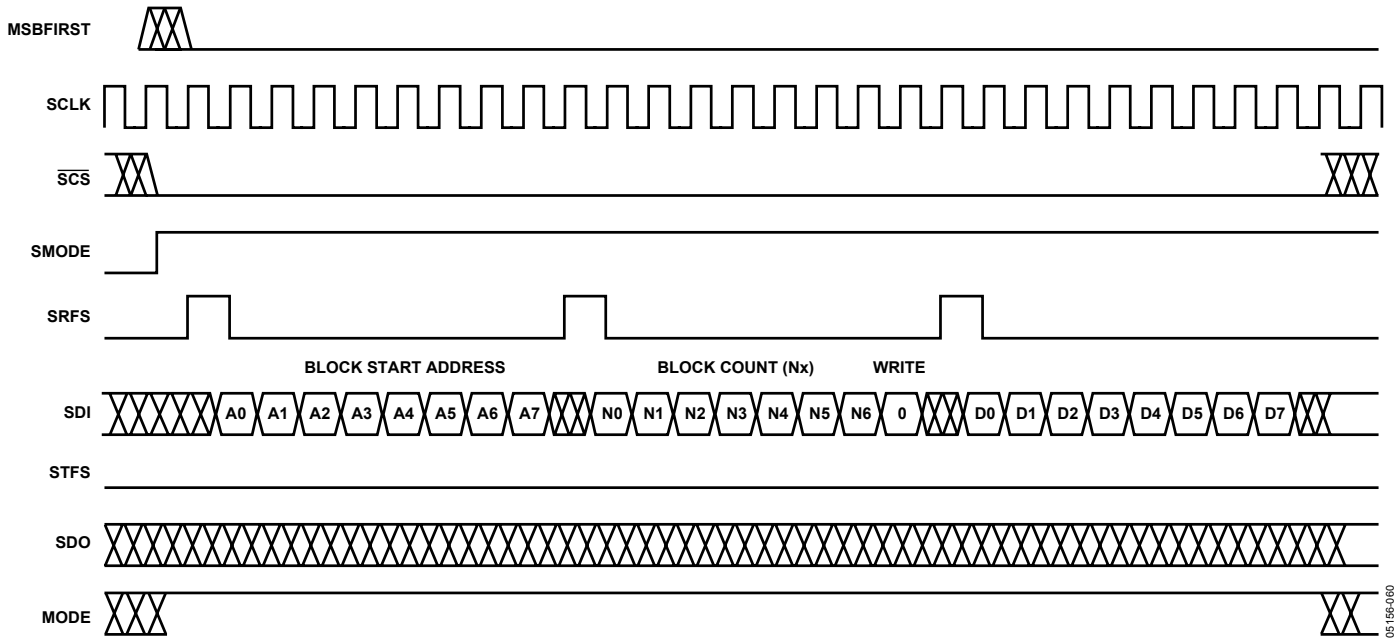 MSBFIRST
SCLK
SCS
SMODE
SRFS
BLOCK START ADDRESS BLOCK COUNT (Nx) WRITE
SDI A0 A1 A2 A3 A4 A5 A6 A7 N0 N1 N2 N3 N4 N5 N6 0 D0 D1 D2 D3 D4 D5 D6 D7
STFS
SDO
MODE
05156-060